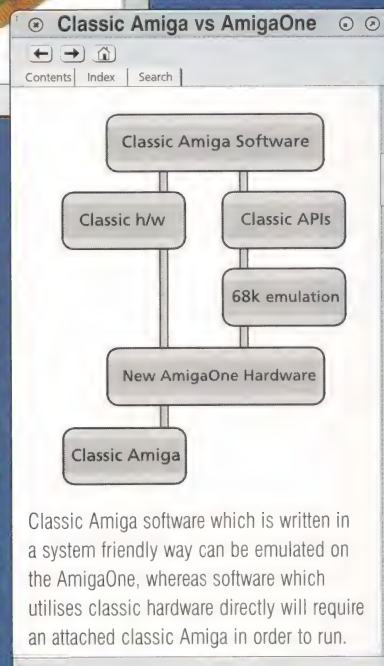 Classic Amiga vs AmigaOne
Contents Index Search
Classic Amiga Software
Classic h/w Classic APIs
68k emulation
New AmigaOne Hardware
Classic Amiga
Classic Amiga software which is written in
a system friendly way can be emulated on
the AmigaOne, whereas software which
utilises classic hardware directly will require
an attached classic Amiga in order to run.